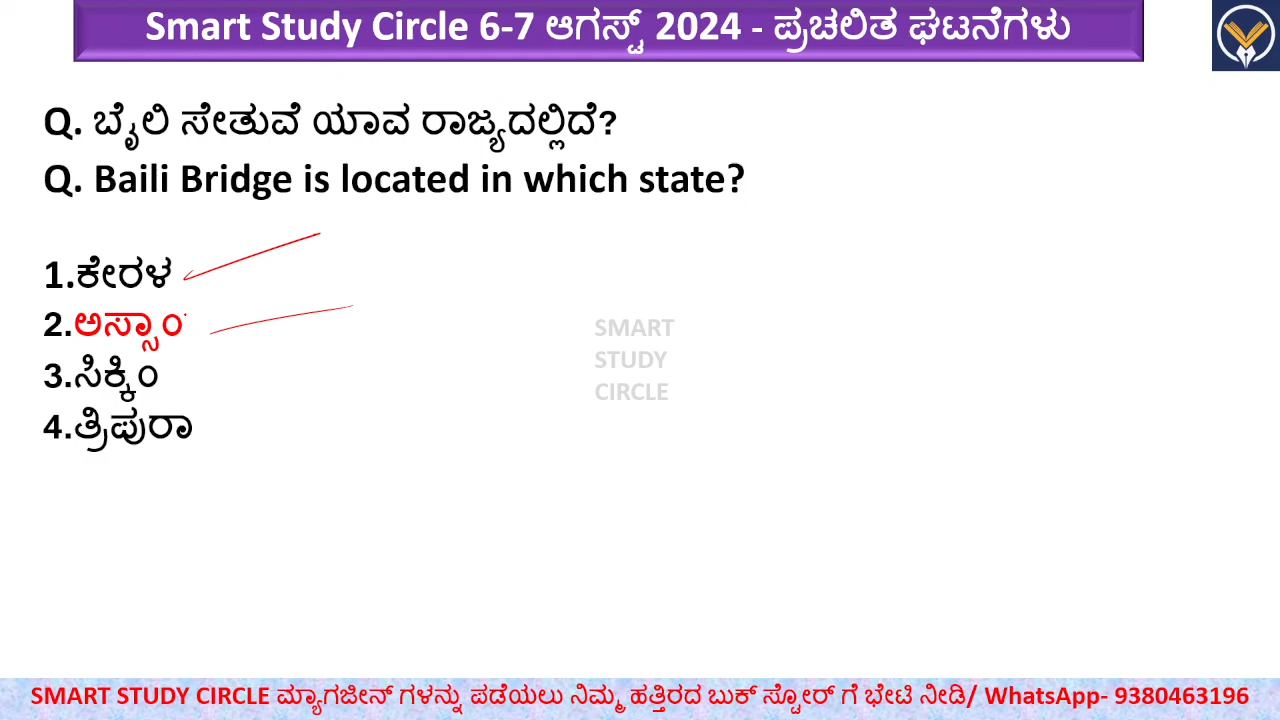 Smart Study Circle 6-7 ಆಗಸ್ಟ್ 2024 - ಪ್ರಚಲಿತ ಘಟನೆಗಳು
Q. ಬೈಲಿ ಸೇತುವೆ ಯಾವ ರಾಜ್ಯದಲ್ಲಿದೆ?
Q. Baili Bridge is located in which state?
1.ಕೇರಳ
2.ಅಸ್ಸಾಂ
3.ಸಿಕ್ಕಿಂ
4.ತ್ರಿಪುರಾ
SMART
STUDY
CIRCLE
SMART STUDY CIRCLE ಮ್ಯಾಗಜೀನ್ ಗಳನ್ನು ಪಡೆಯಲು ನಿಮ್ಮ ಹತ್ತಿರದ ಬುಕ್ ಸ್ಟೋರ್ ಗೆ ಭೇಟಿ ನೀಡಿ/ WhatsApp- 9380463196